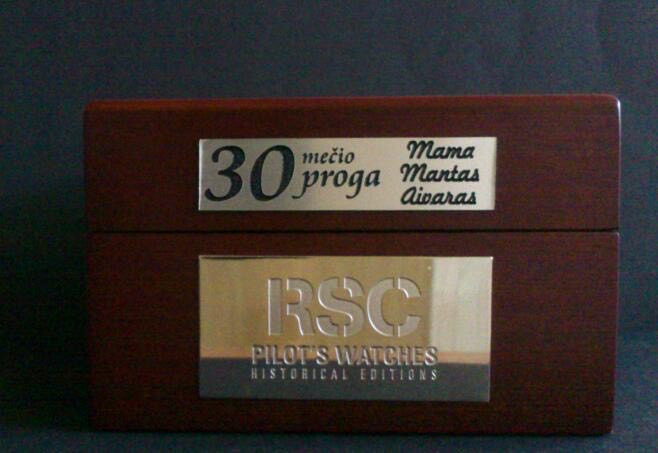 30 mečio proga
Mama
Mantas
Aivaras
RSC
PILOT'S WATCHES
HISTORICAL EDITIONS